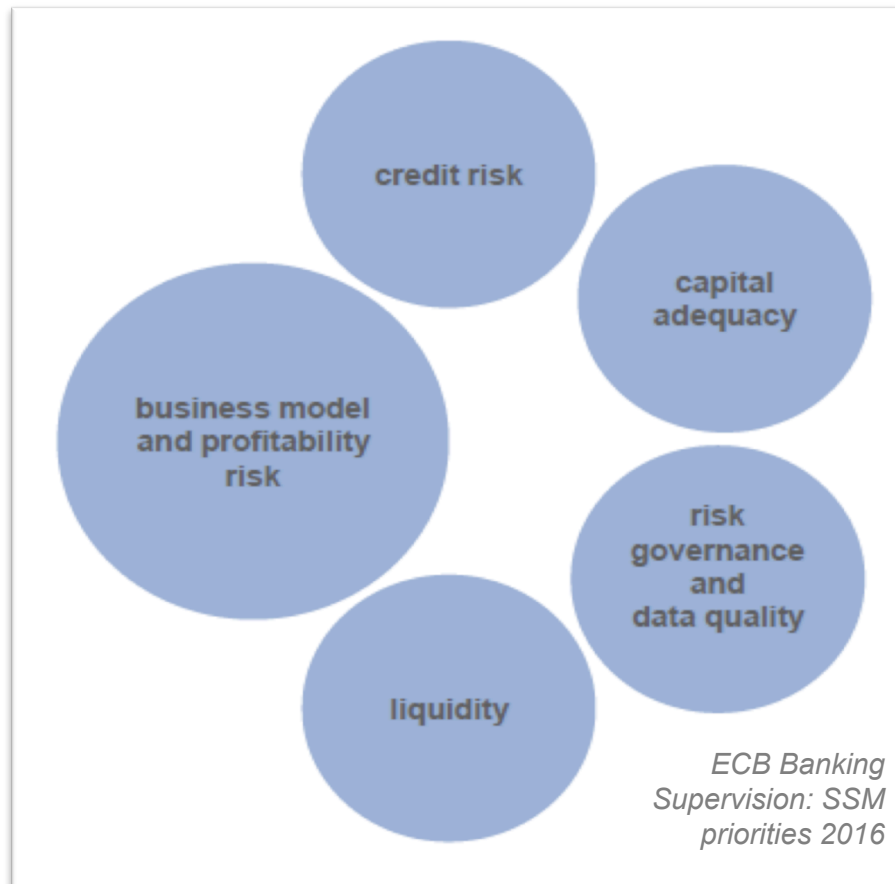 credit risk
capital
adequacy
business model
and profitability
risk
risk
governance
and
data quality
liquidity
ECB Banking
Supervision: SSM
priorities 2016